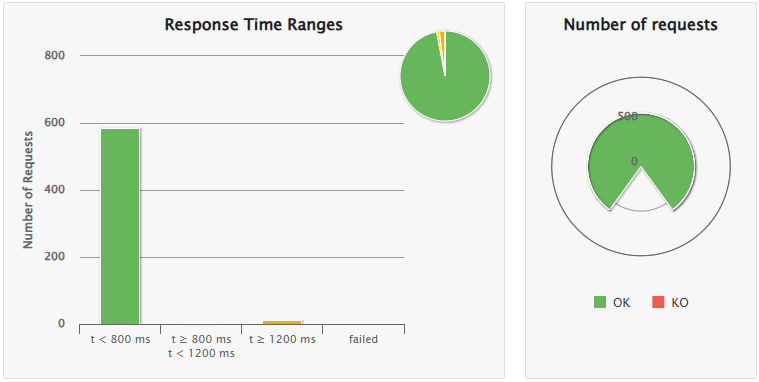 Response Time Ranges
Number of Requests
800
600
400
200
0
t < 800 ms
t ≥ 800 ms
t < 1200 ms
t ≥ 1200 ms
failed
Number of requests
500
0
OK
KO